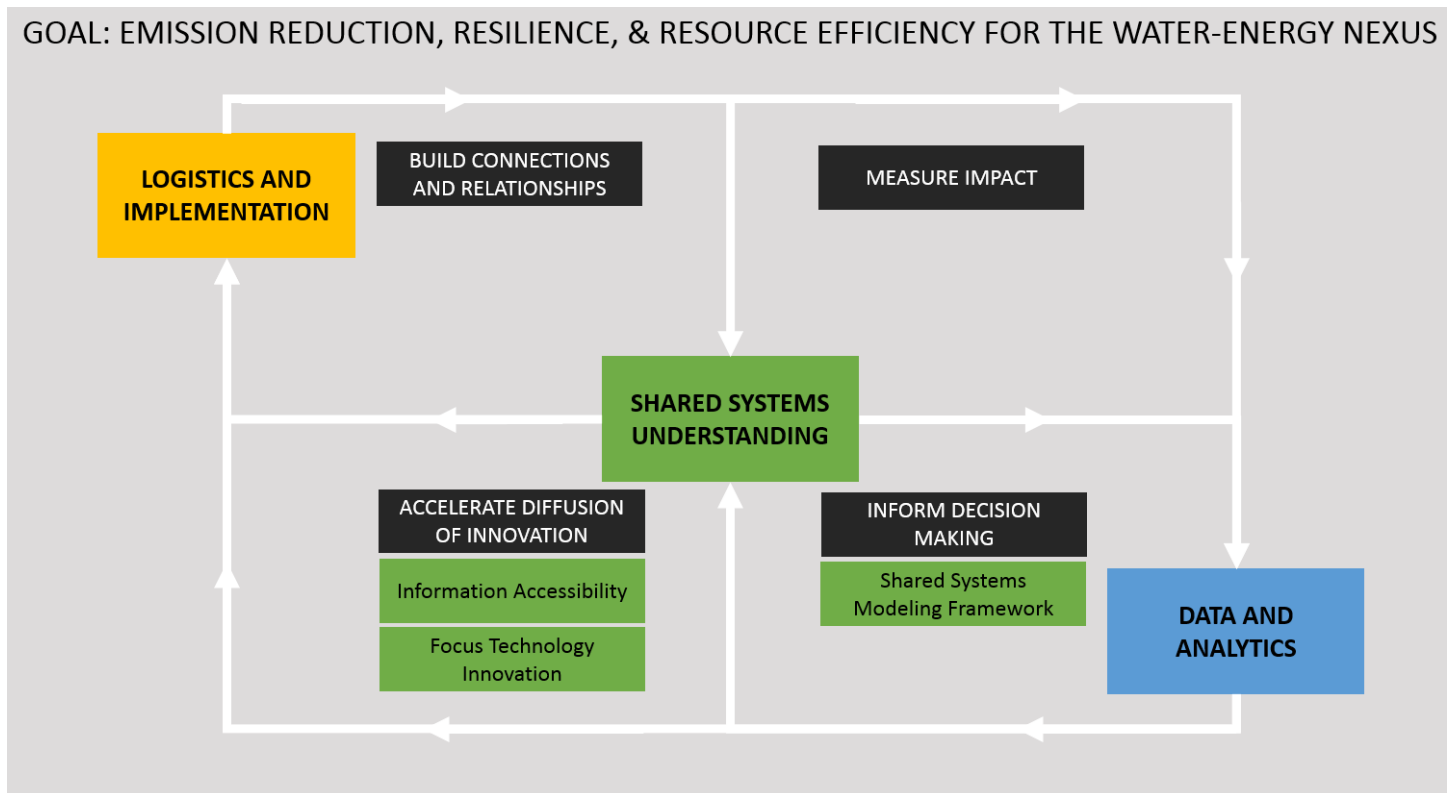 GOAL: EMISSION REDUCTION, RESILIENCE, & RESOURCE EFFICIENCY FOR THE WATER-ENERGY NEXUS
LOGISTICS AND
IMPLEMENTATION
BUILD CONNECTIONS
AND RELATIONSHIPS
MEASURE IMPACT
SHARED SYSTEMS
UNDERSTANDING
ACCELERATE DIFFUSION
OF INNOVATION
Information Accessibility
Focus Technology
Innovation
INFORM DECISION
MAKING
Shared Systems
Modeling Framework
DATA AND
ANALYTICS